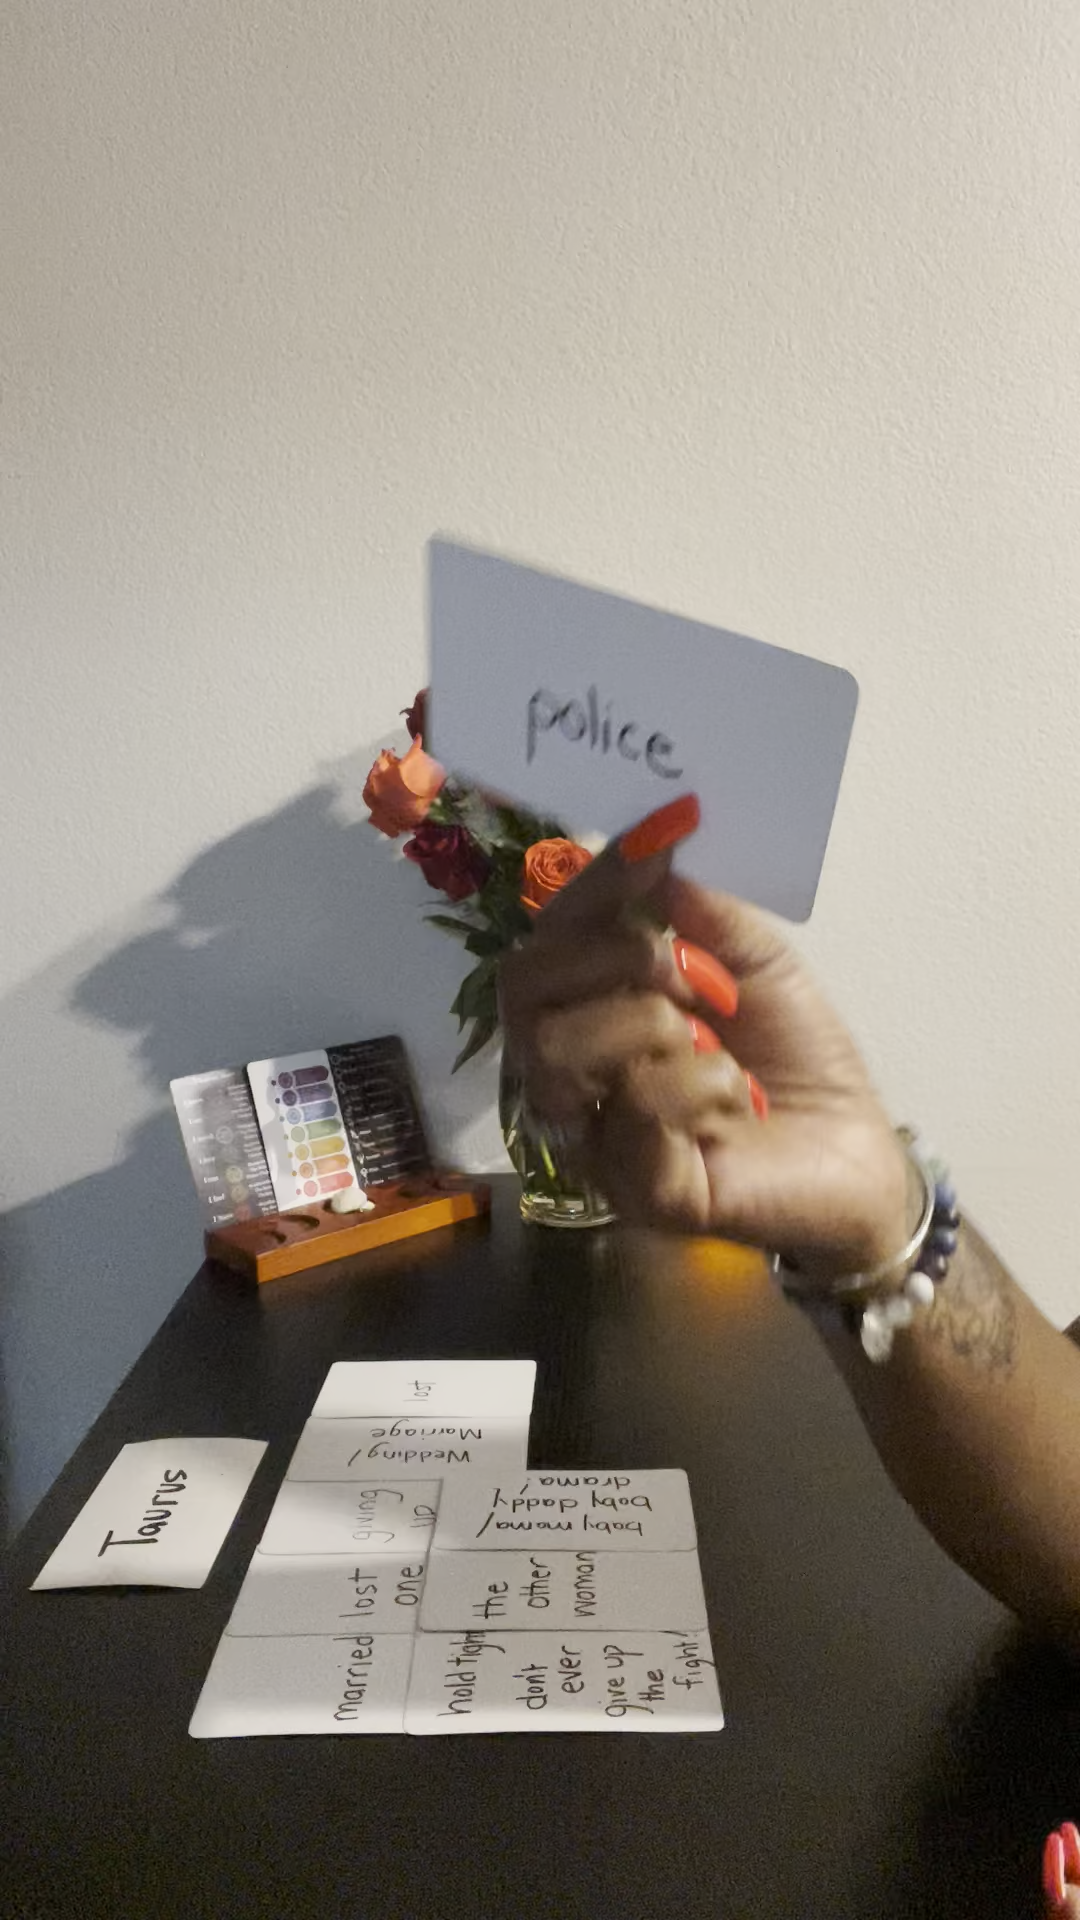 police
Taurus
lost
Wedding/
Marriage
giving
up
lost
one
married
baby mama/
baby daddy
drama!
the
other
woman
hold tight
don't
ever
give up
the
fight!